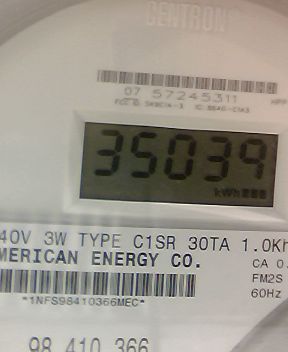 CENTRON
07 57245311
35039
kWh
40V 3W TYPE C1SR 30TA 1.0Kh
MERICAN ENERGY CO.
CA 0.
FM2S
*1NFS98410366MEC*
60Hz
98 410 366